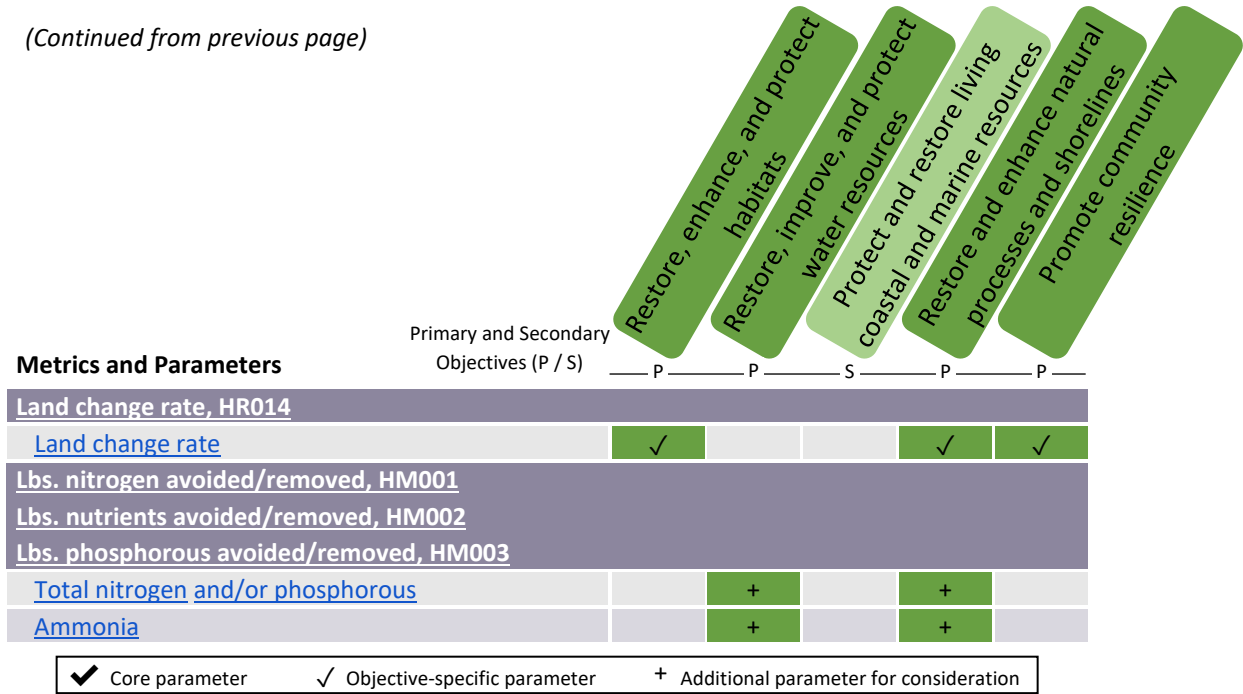 (Continued from previous page)
Restore, enhance, and protect
habitats
Restore, improve, and protect
water resources
Protect and restore living
coastal and marine resources
Restore and enhance natural
processes and shorelines
Promote community
resilience
Primary and Secondary
Objectives (P / S)
Metrics and Parameters
P P S P P
Land change rate, HR014
Land change rate ✓ ✓ ✓
Lbs. nitrogen avoided/removed, HM001
Lbs. nutrients avoided/removed, HM002
Lbs. phosphorous avoided/removed, HM003
Total nitrogen and/or phosphorous + +
Ammonia + +
✔ Core parameter ✓ Objective-specific parameter + Additional parameter for consideration